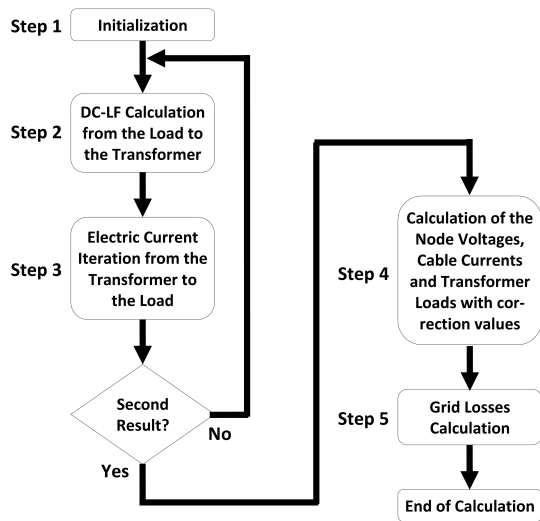 Step 1
Initialization
Step 2
DC-LF Calculation
from the Load to
the Transformer
Step 3
Electric Current
Iteration from the
Transformer to
the Load
Second
Result?
No
Yes
Step 4
Calculation of the
Node Voltages,
Cable Currents
and Transformer
Loads with cor-
rection values
Step 5
Grid Losses
Calculation
End of Calculation